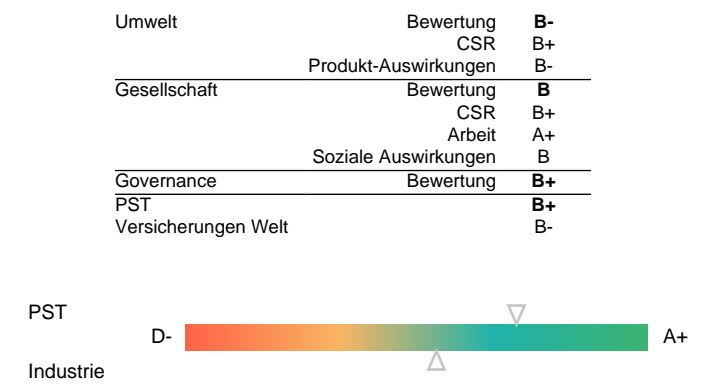 Umwelt Bewertung B-
CSR B+
Produkt-Auswirkungen B-
Gesellschaft Bewertung B
CSR B+
Arbeit A+
Soziale Auswirkungen B
Governance Bewertung B+
PST B+
Versicherungen Welt B-
PST
D- A+
Industrie